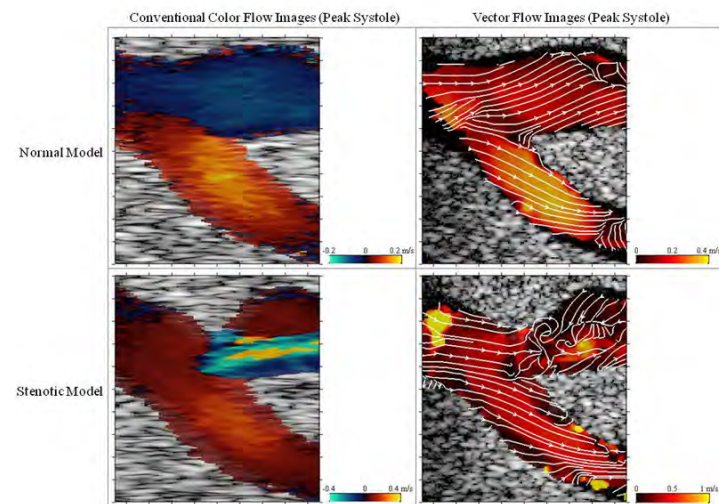 Conventional Color Flow Images (Peak Systole)
Vector Flow Images (Peak Systole)
Normal Model
-0.2 0 0.2 m/s
0 0.2 0.4 m/s
Stenotic Model
-0.4 0 0.4 m/s
0 0.5 1 m/s